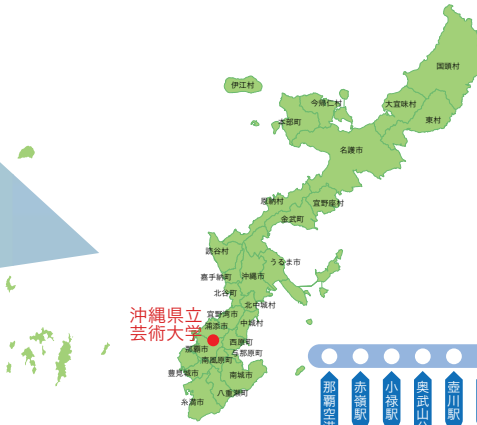 国頭村
伊江村
今帰仁村
大宜味村
本部町
東村
名護市
恩納村
宜野座村
金武町
読谷村
うるま市
嘉手納町
沖縄市
北谷町
北中城村
宜野湾市
中城村
浦添市
沖縄県立
芸術大学
西原町
那覇市
与那原町
南風原町
豊見城市
南城市
八重瀬町
糸満市
那覇空港
赤嶺駅
小禄駅
奥武山公
壺川駅